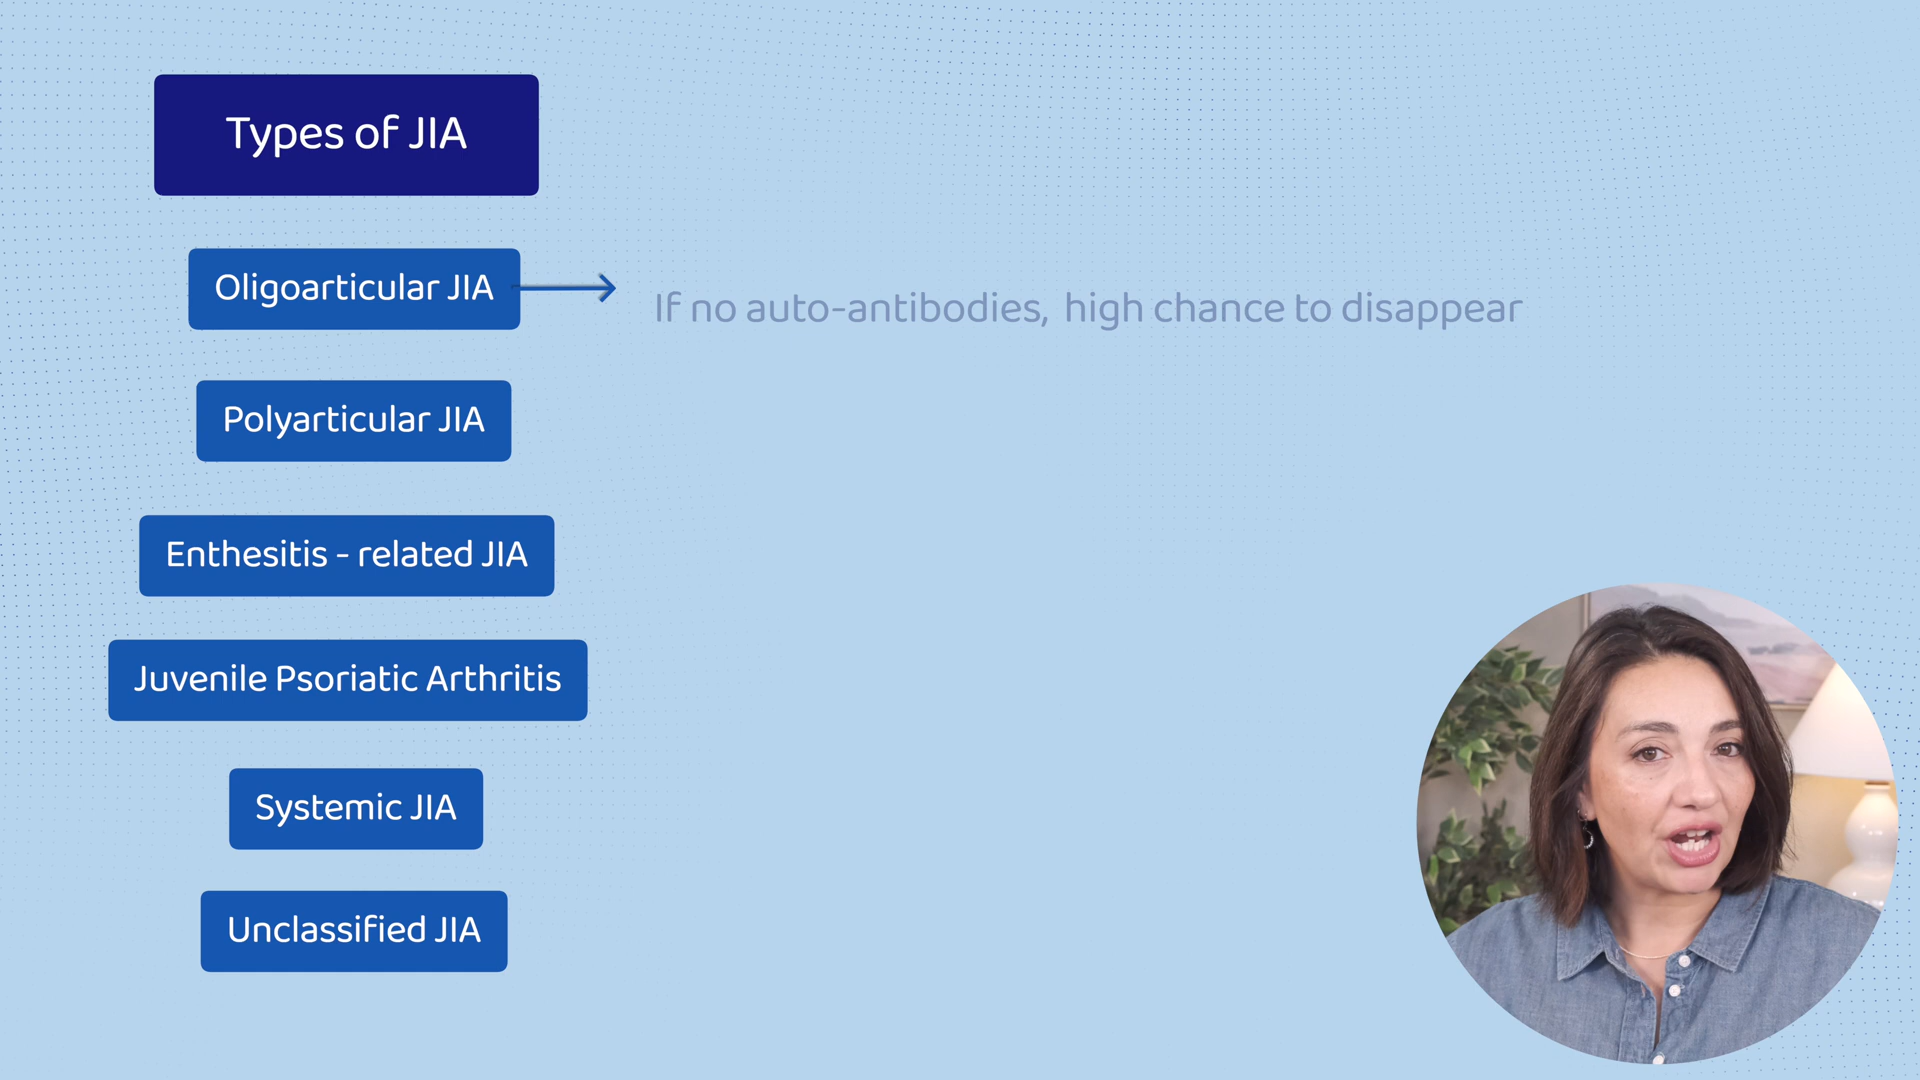 Types of JIA
Oligoarticular JIA
If no auto-antibodies, high chance to disappear
Polyarticular JIA
Enthesitis - related JIA
Juvenile Psoriatic Arthritis
Systemic JIA
Unclassified JIA